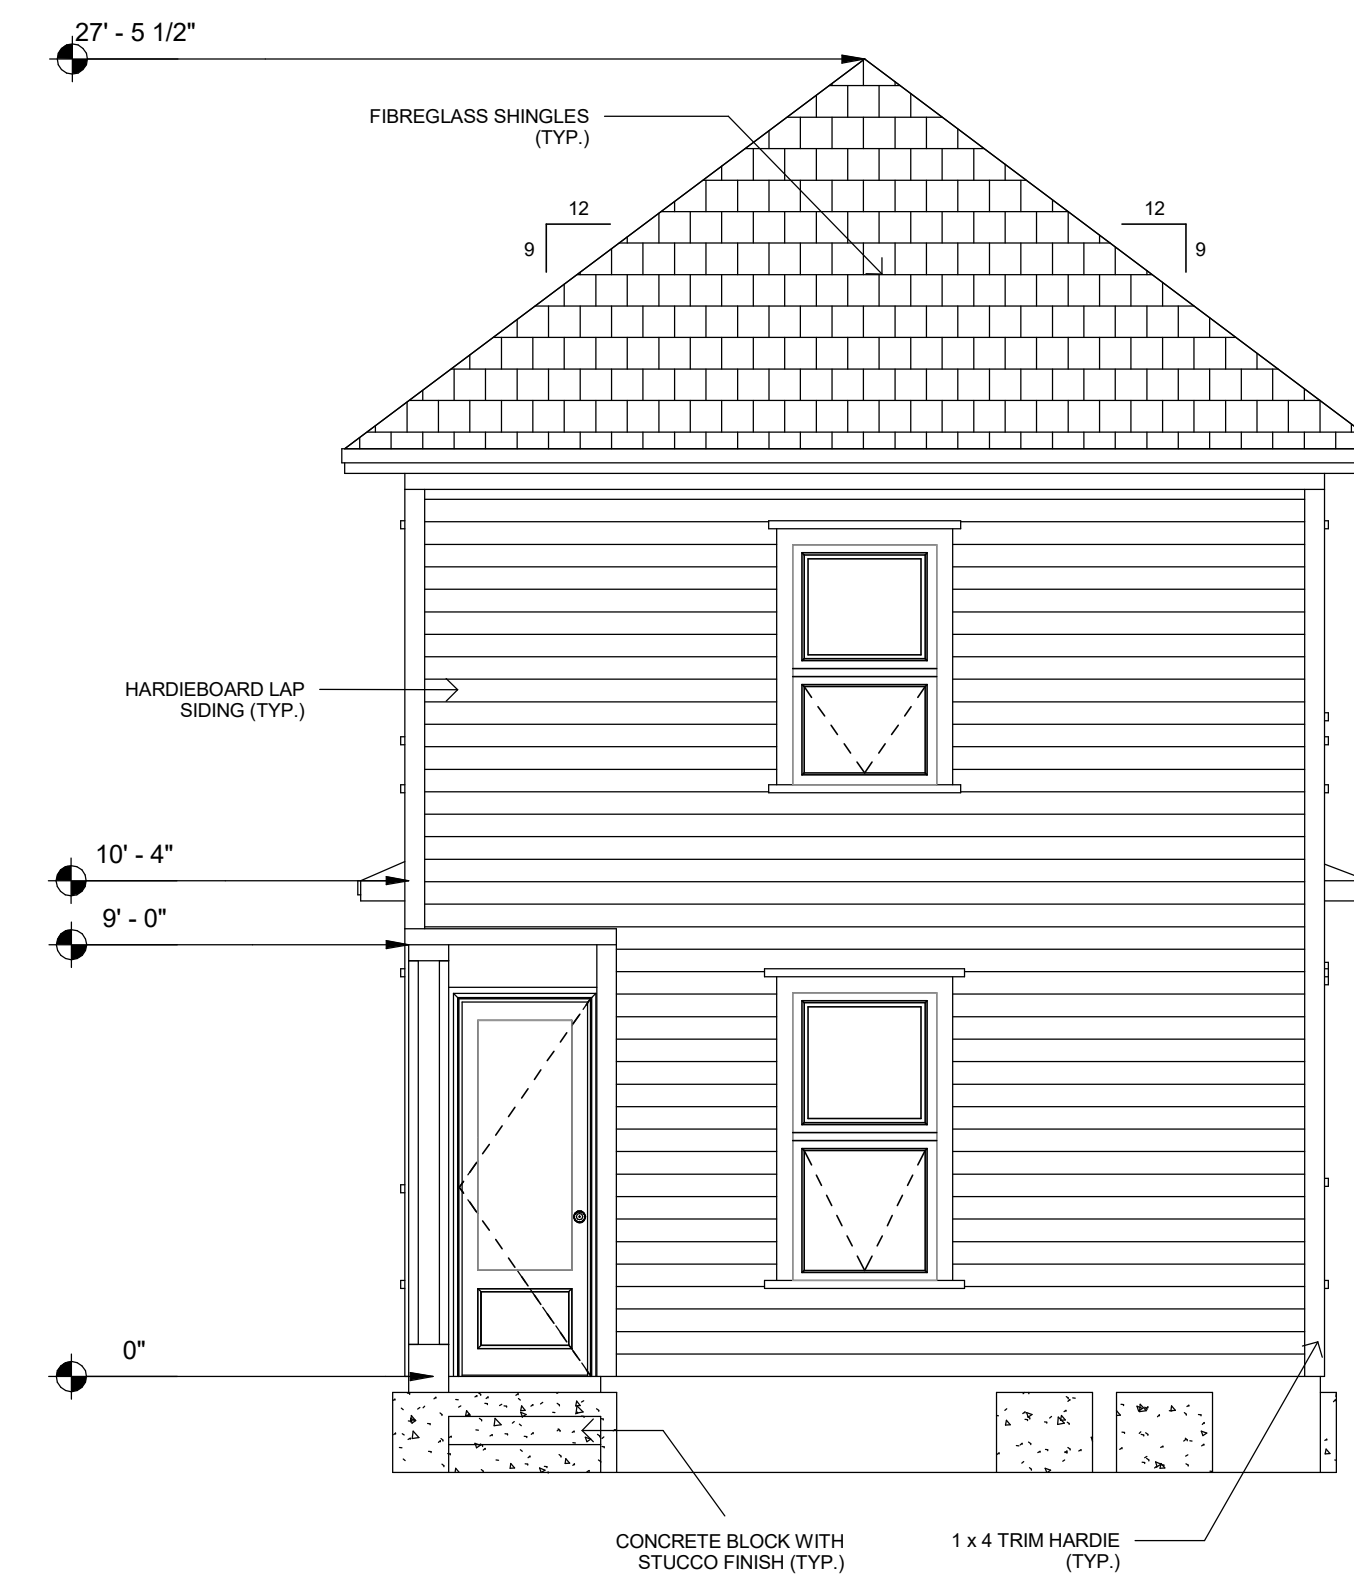 27' - 5 1/2"
FIBREGLASS SHINGLES
(TYP.)
12
12
9
9
HARDIEBOARD LAP
SIDING (TYP.)
10' - 4"
9' - 0"
0"
CONCRETE BLOCK WITH
STUCCO FINISH (TYP.)
1 x 4 TRIM HARDIE
(TYP.)